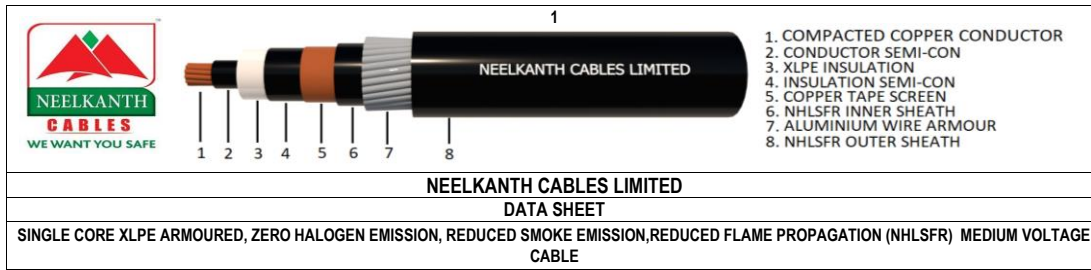 1
NEELKANTH
CABLES
WE WANT YOU SAFE
NEELKANTH CABLES LIMITED
1 2 3 4 5 6 7 8
1. COMPACTED COPPER CONDUCTOR
2. CONDUCTOR SEMI-CON
3. XLPE INSULATION
4. INSULATION SEMI-CON
5. COPPER TAPE SCREEN
6. NHLSFR INNER SHEATH
7. ALUMINIUM WIRE ARMOUR
8. NHLSFR OUTER SHEATH
NEELKANTH CABLES LIMITED
DATA SHEET
SINGLE CORE XLPE ARMOURED, ZERO HALOGEN EMISSION, REDUCED SMOKE EMISSION,REDUCED FLAME PROPAGATION (NHLSFR) MEDIUM VOLTAGE
CABLE